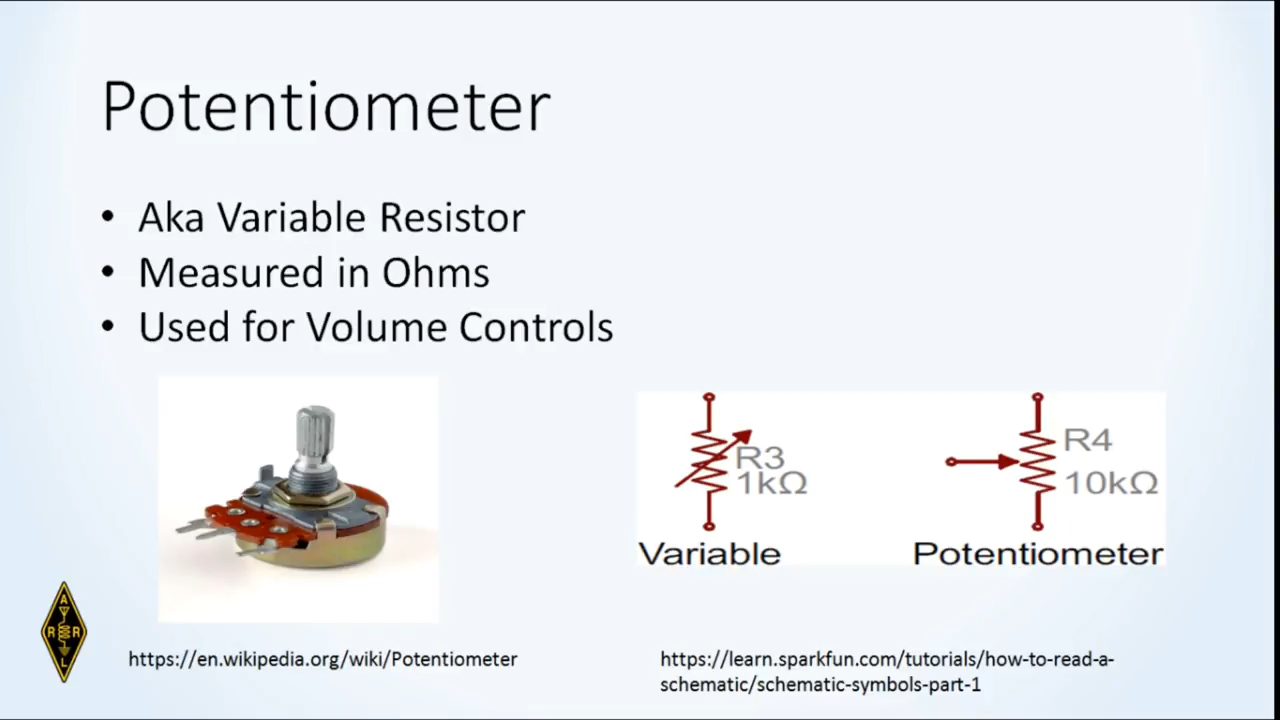 Potentiometer
• Aka Variable Resistor
• Measured in Ohms
• Used for Volume Controls
R3
1kΩ
Variable
R4
10kΩ
Potentiometer
A
R R
L
https://en.wikipedia.org/wiki/Potentiometer
https://learn.sparkfun.com/tutorials/how-to-read-a-
schematic/schematic-symbols-part-1